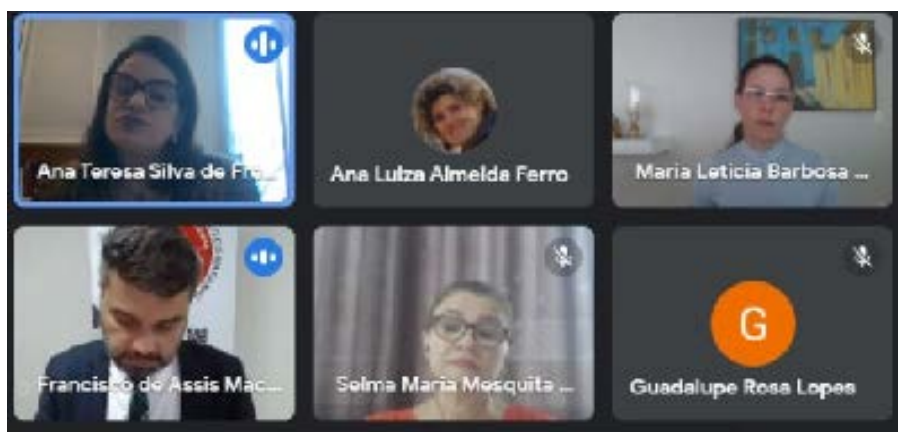 Ana Teresa Silva de Fre...
Ana Luiza Almeida Ferro
Maria Leticia Barbosa ...
Francisco de Assis Mac...
Selma Maria Mesquita ...
G
Guadalupe Rosa Lopes